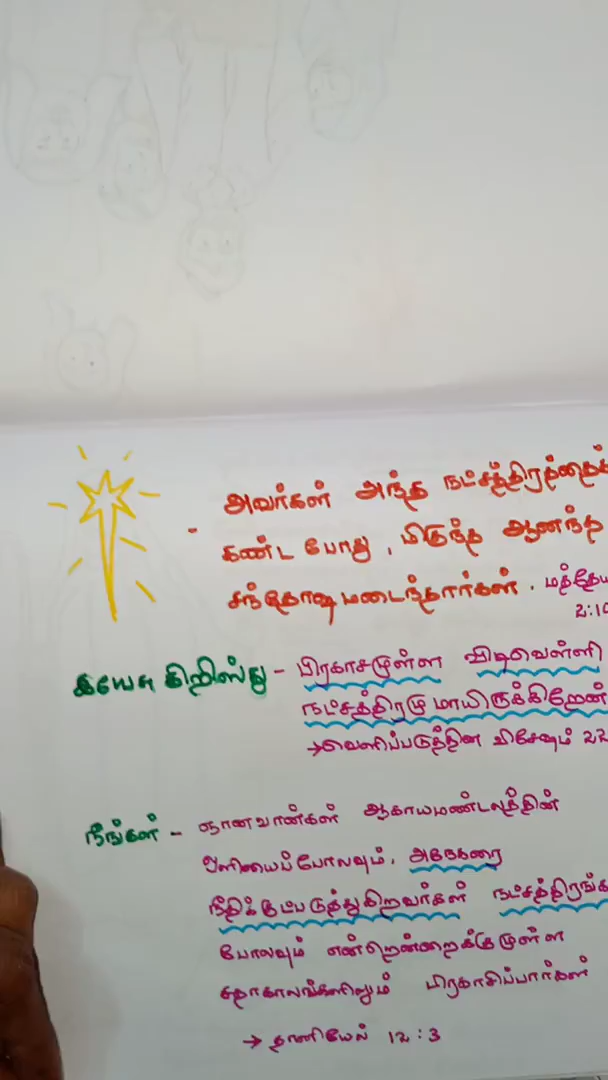 - அவர்கள் அந்த நட்சத்திரத்தைக்
கண்ட போது, மிகுந்த ஆனந்த
சந்தோஷமடைந்தார்கள். மத்தேயு
2:10
இயேசு கிறிஸ்து - பிரகாசமுள்ள விடிவெள்ளி
நட்சத்திரமுமாயிருக்கிறேன்
→ வெளிப்படுத்தின விசேஷம் 22
நீங்கள் - ஞானவான்கள் ஆகாயமண்டலத்தின்
ஒளியைப்போலவும், அநேகரை
நீதிக்குட்படுத்துகிறவர்கள் நட்சத்திரங்க
போலவும் என்றென்றைக்குமுள்ள
சதாகாலங்களிலும் பிரகாசிப்பார்கள்
→ தானியேல் 12:3